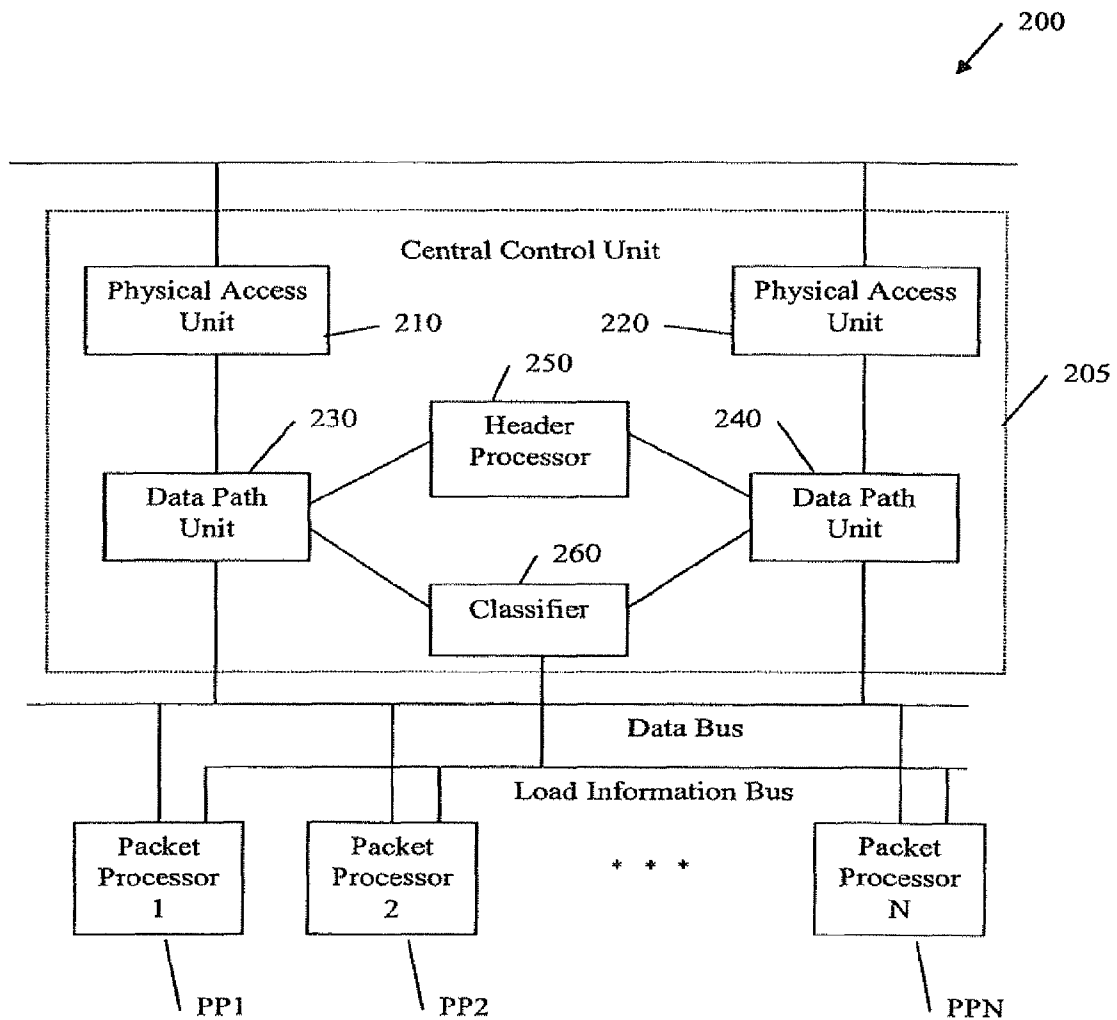 200
Central Control Unit
Physical Access
Unit
210
Physical Access
Unit
220
205
250
Header
Processor
230
Data Path
Unit
240
Data Path
Unit
260
Classifier
Data Bus
Load Information Bus
Packet
Processor
1
Packet
Processor
2
* * *
Packet
Processor
N
PP1
PP2
PPN